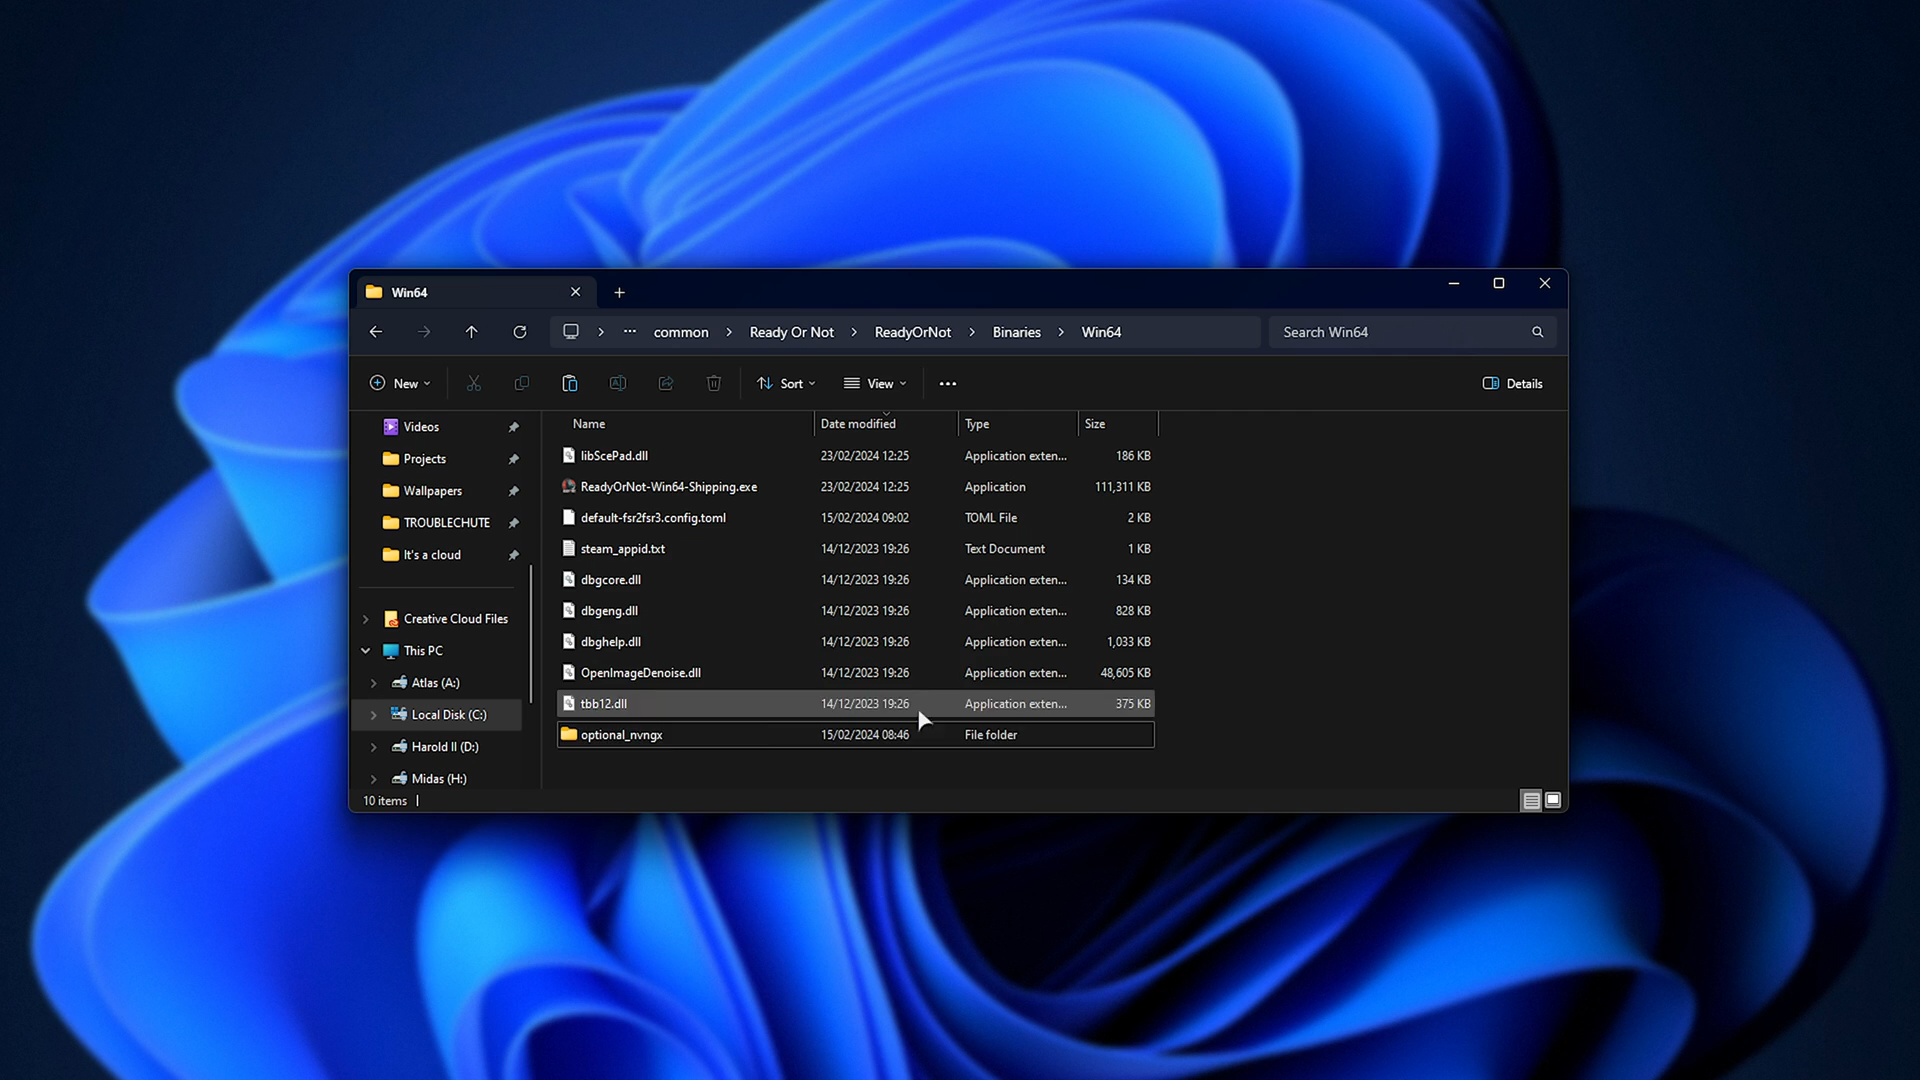 Win64
common
Ready Or Not
ReadyOrNot
Binaries
Win64
Search Win64
New
Sort
View
Details
Videos
Projects
Wallpapers
TROUBLECHUTE
It's a cloud
Creative Cloud Files
This PC
Atlas (A:)
Local Disk (C:)
Harold II (D:)
Midas (H:)
Name Date modified Type Size
libScePad.dll 23/02/2024 12:25 Application exten... 186 KB
ReadyOrNot-Win64-Shipping.exe 23/02/2024 12:25 Application 111,311 KB
default-fsr2fsr3.config.toml 15/02/2024 09:02 TOML File 2 KB
steam_appid.txt 14/12/2023 19:26 Text Document 1 KB
dbgcore.dll 14/12/2023 19:26 Application exten... 134 KB
dbgeng.dll 14/12/2023 19:26 Application exten... 828 KB
dbghelp.dll 14/12/2023 19:26 Application exten... 1,033 KB
OpenImageDenoise.dll 14/12/2023 19:26 Application exten... 48,605 KB
tbb12.dll 14/12/2023 19:26 Application exten... 375 KB
optional_nvngx 15/02/2024 08:46 File folder
10 items